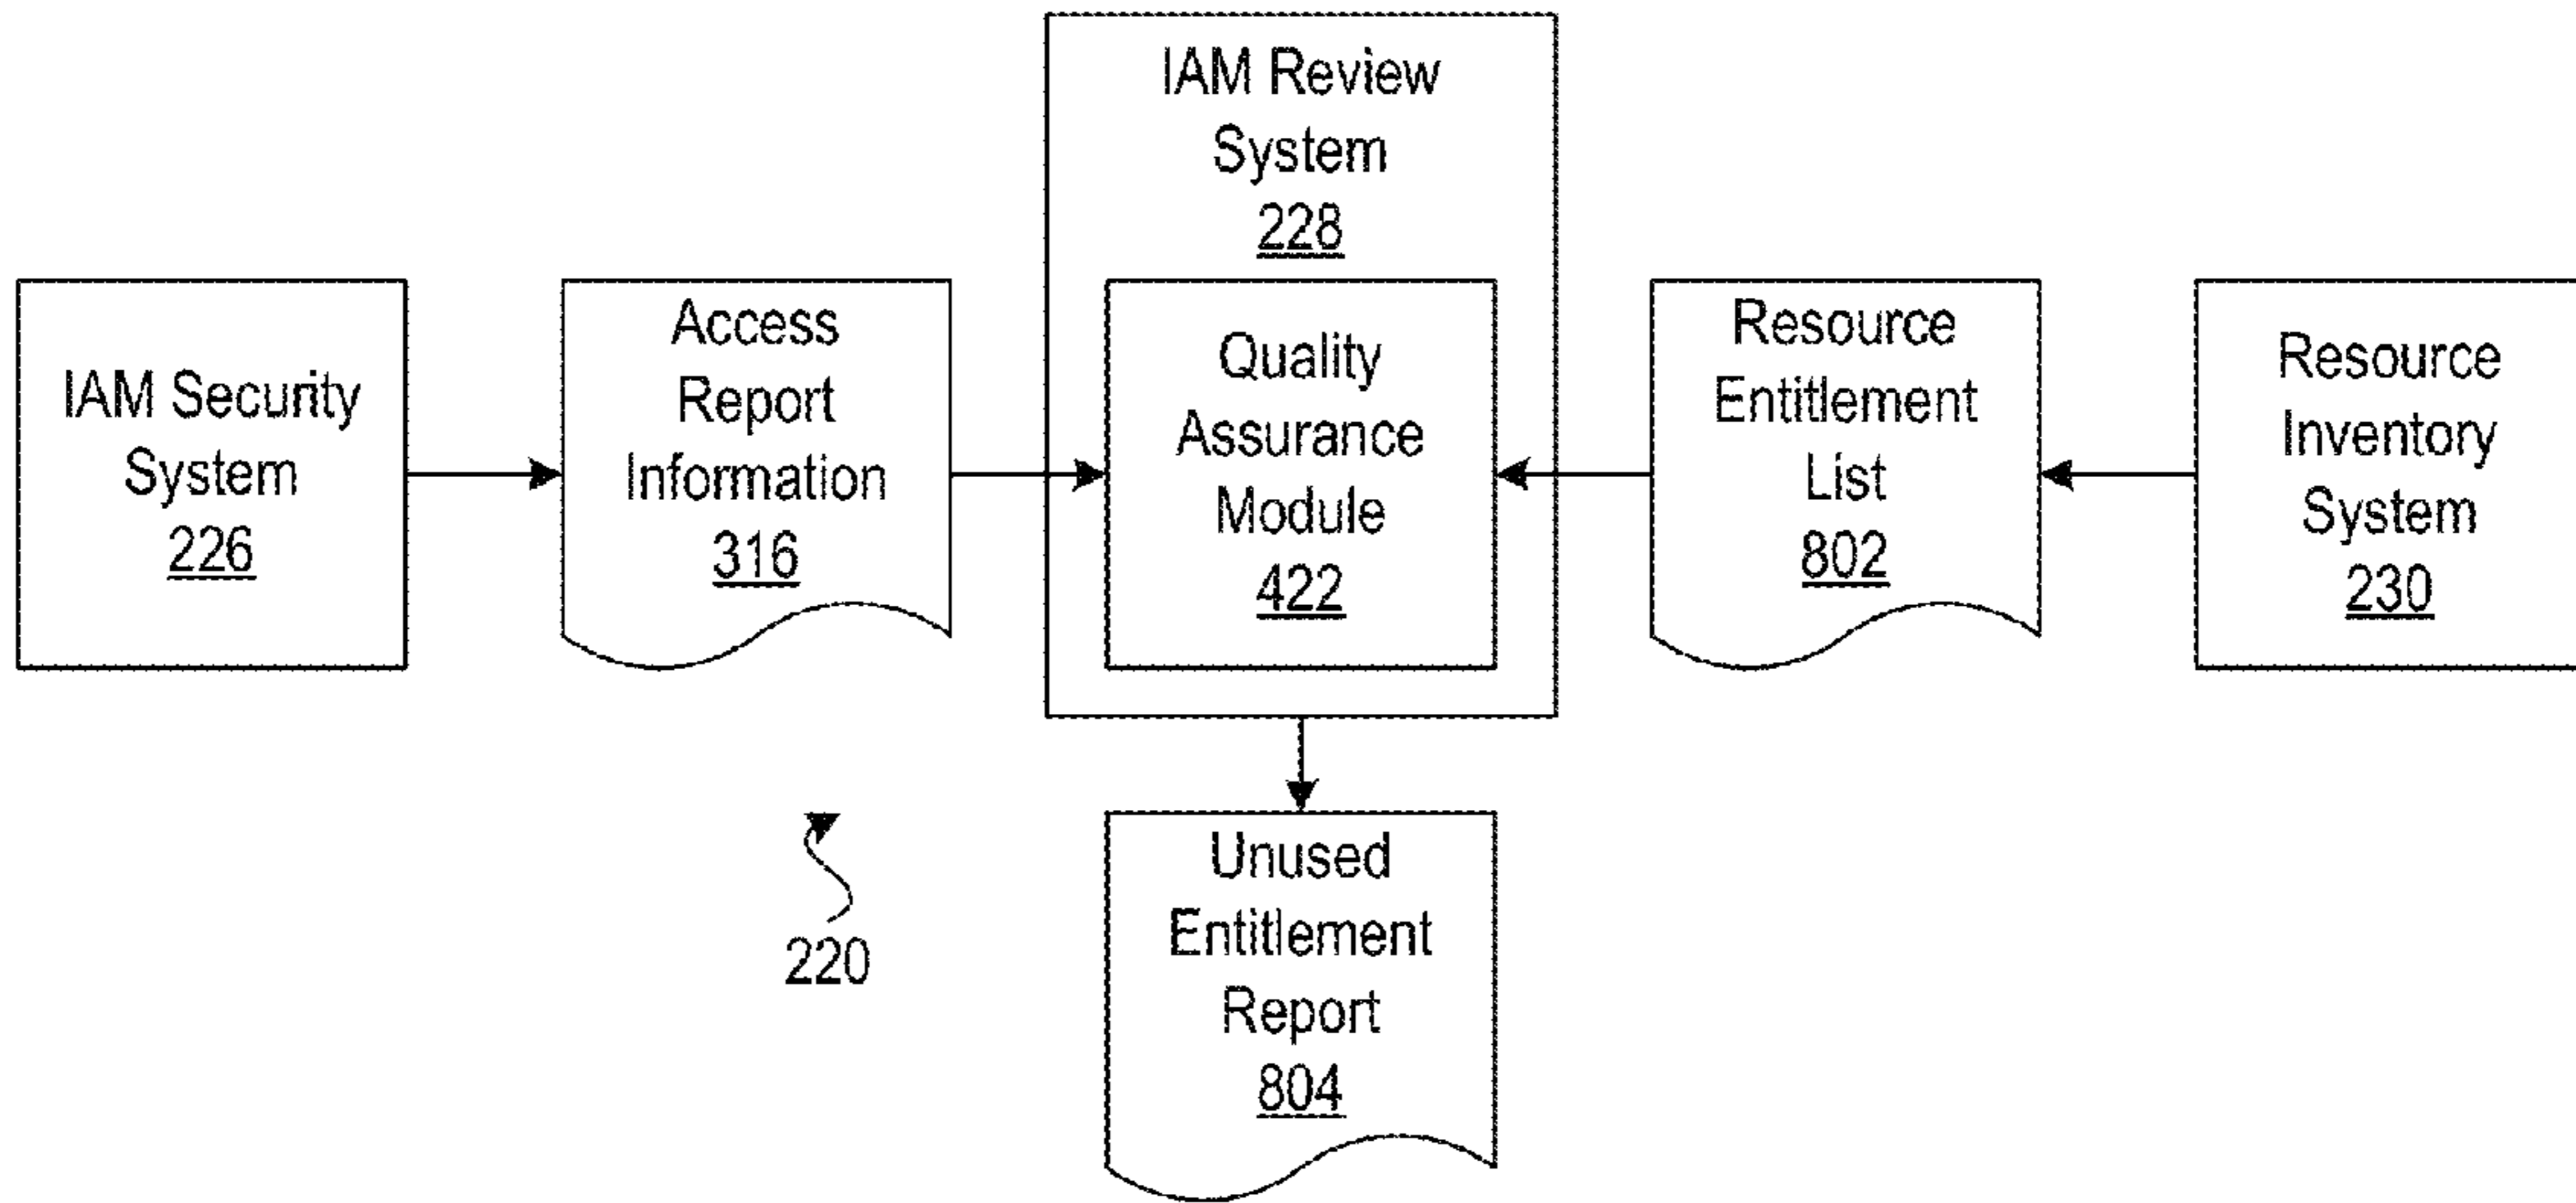 IAM Review
System
228
IAM Security
System
226
Access
Report
Information
316
Quality
Assurance
Module
422
Resource
Entitlement
List
802
Resource
Inventory
System
230
Unused
Entitlement
Report
804
220